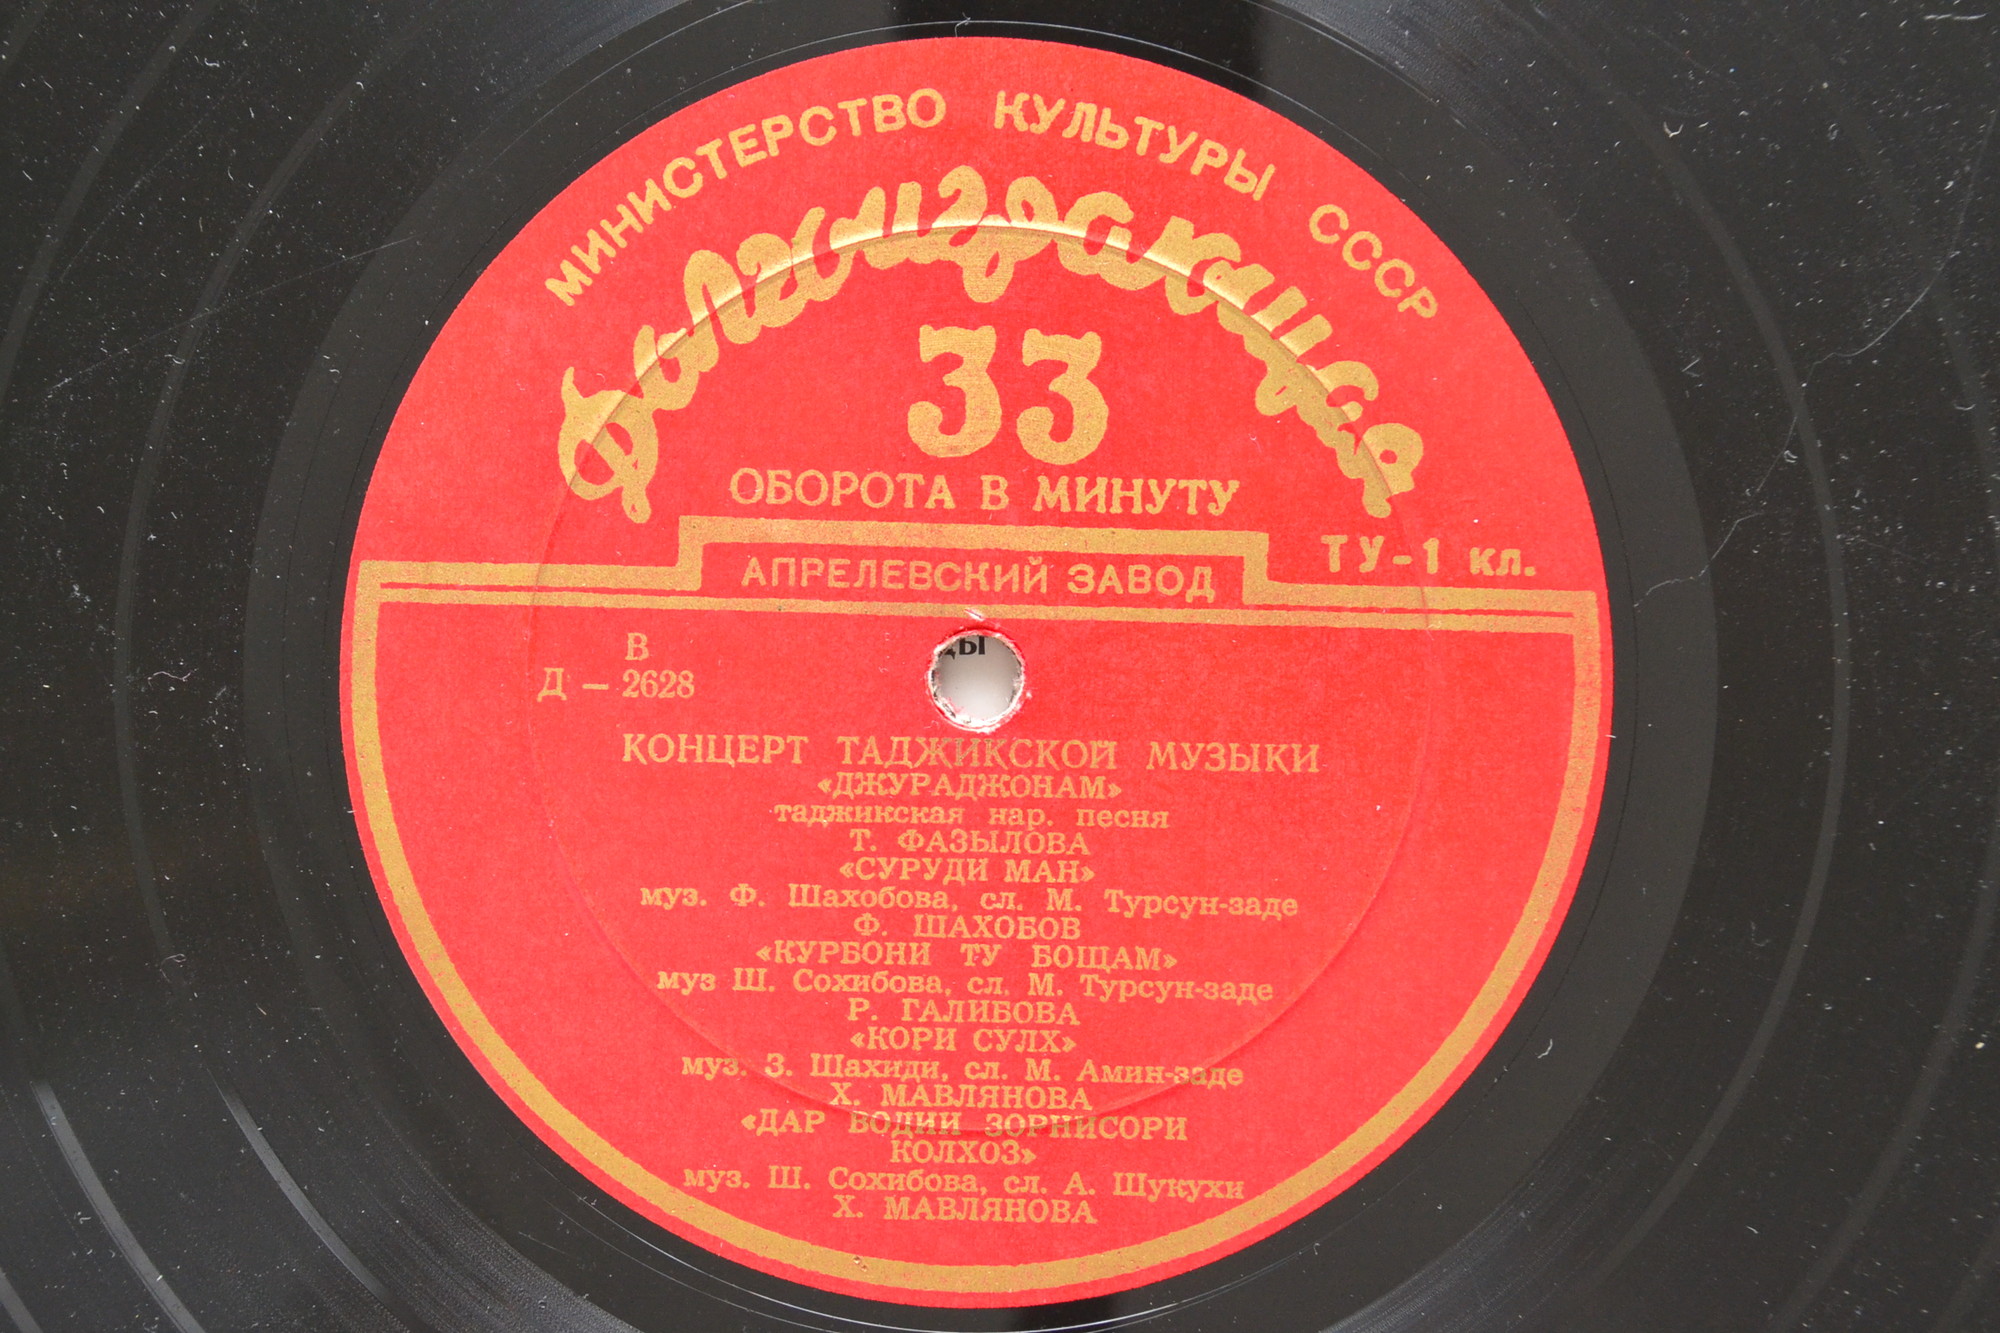 МИНИСТЕРСТВО КУЛЬТУРЫ СССР
Долгоиграющая
33
ОБОРОТА В МИНУТУ
ТУ-1 кл.
АПРЕЛЕВСКИЙ ЗАВОД
В
Д — 2628
ды
КОНЦЕРТ ТАДЖИКСКОЙ МУЗЫКИ
«ДЖУРАДЖОНАМ»
таджикская нар. песня
Т. ФАЗЫЛОВА
«СУРУДИ МАН»
муз. Ф. Шахобова, сл. М. Турсун-заде
Ф. ШАХОБОВ
«КУРБОНИ ТУ БОЩАМ»
муз Ш. Сохибова, сл. М. Турсун-заде
Р. ГАЛИБОВА
«КОРИ СУЛХ»
муз. З. Шахиди, сл. М. Амин-заде
Х. МАВЛЯНОВА
«ДАР ВОДИИ ЗОРНИСОРИ
КОЛХОЗ»
муз. Ш. Сохибова, сл. А. Шукухи
Х. МАВЛЯНОВА